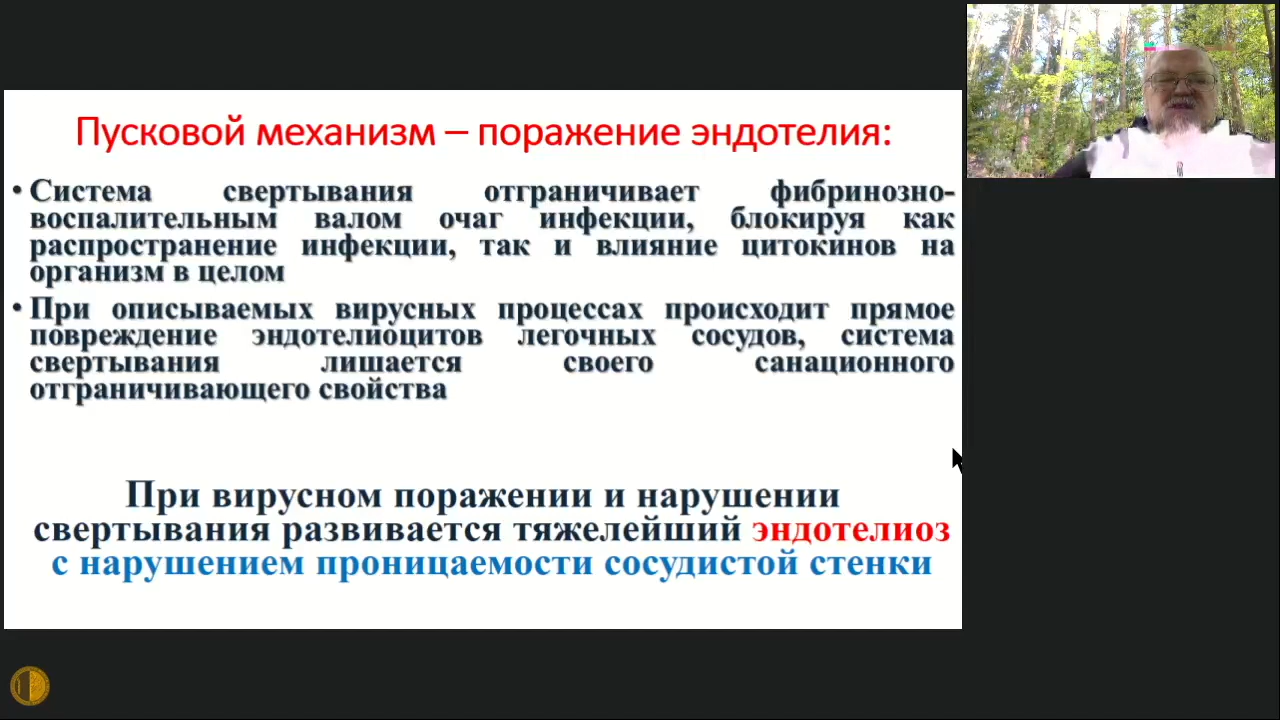 Пусковой механизм – поражение эндотелия:
• Система свертывания отграничивает фибринозно-
воспалительным валом очаг инфекции, блокируя как
распространение инфекции, так и влияние цитокинов на
организм в целом
• При описываемых вирусных процессах происходит прямое
повреждение эндотелиоцитов легочных сосудов, система
свертывания лишается своего санационного
отграничивающего свойства
При вирусном поражении и нарушении
свертывания развивается тяжелейший эндотелиоз
с нарушением проницаемости сосудистой стенки